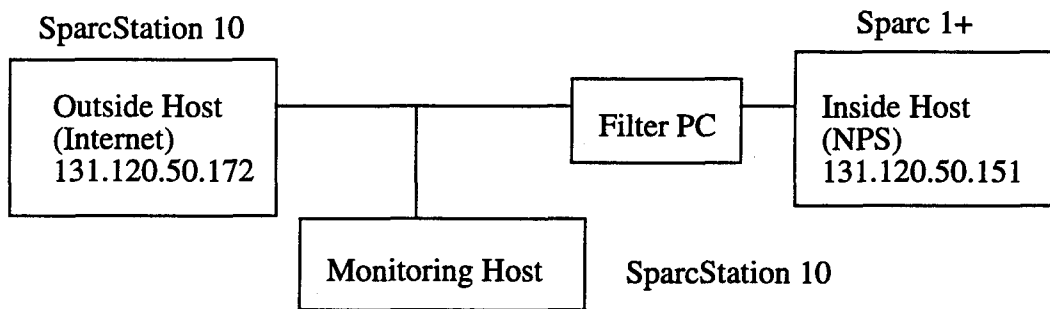 SparcStation 10
Sparc 1+
Outside Host
(Internet)
131.120.50.172
Filter PC
Inside Host
(NPS)
131.120.50.151
Monitoring Host
SparcStation 10